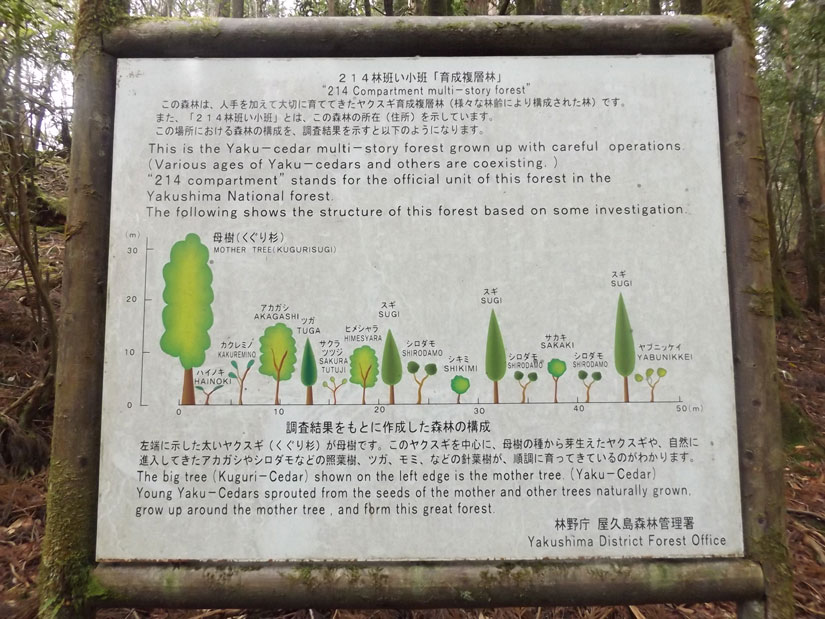 214林班い小班「育成複層林」
"214 Compartment multi-story forest"
この森林は、人手を加えて大切に育ててきたヤクスギ育成複層林（様々な林齢により構成された林）です。
また、「214林班い小班」とは、この森林の所在（住所）を示しています。
この場所における森林の構成を、調査結果を示すと以下のようになります。
This is the Yaku-cedar multi-story forest grown up with careful operations.
(Various ages of Yaku-cedars and others are coexisting.)
"214 compartment" stands for the official unit of this forest in the
Yakushima National forest.
The following shows the structure of this forest based on some investigation.
(m)
30
20
10
0
母樹（くぐり杉）
MOTHER TREE(KUGURISUGI)
ハイノキ
HAINOKI
カクレミノ
KAKUREMINO
アカガシ
AKAGASHI
ツガ
TUGA
サクラ
ツツジ
SAKURA
TUTUJI
ヒメシャラ
HIMESYARA
スギ
SUGI
シロダモ
SHIRODAMO
シキミ
SHIKIMI
スギ
SUGI
シロダモ
SHIRODAMO
サカキ
SAKAKI
シロダモ
SHIRODAMO
スギ
SUGI
ヤブニッケイ
YABUNIKKEI
0 10 20 30 40 50(m)
調査結果をもとに作成した森林の構成
左端に示した太いヤクスギ（くぐり杉）が母樹です。このヤクスギを中心に、母樹の種から芽生えたヤクスギや、自然に
進入してきたアカガシやシロダモなどの照葉樹、ツガ、モミ、などの針葉樹が、順調に育ってきているのがわかります。
The big tree (Kuguri-Cedar) shown on the left edge is the mother tree. (Yaku-Cedar)
Young Yaku-Cedars sprouted from the seeds of the mother and other trees naturally grown,
grow up around the mother tree , and form this great forest.
林野庁 屋久島森林管理署
Yakushima District Forest Office